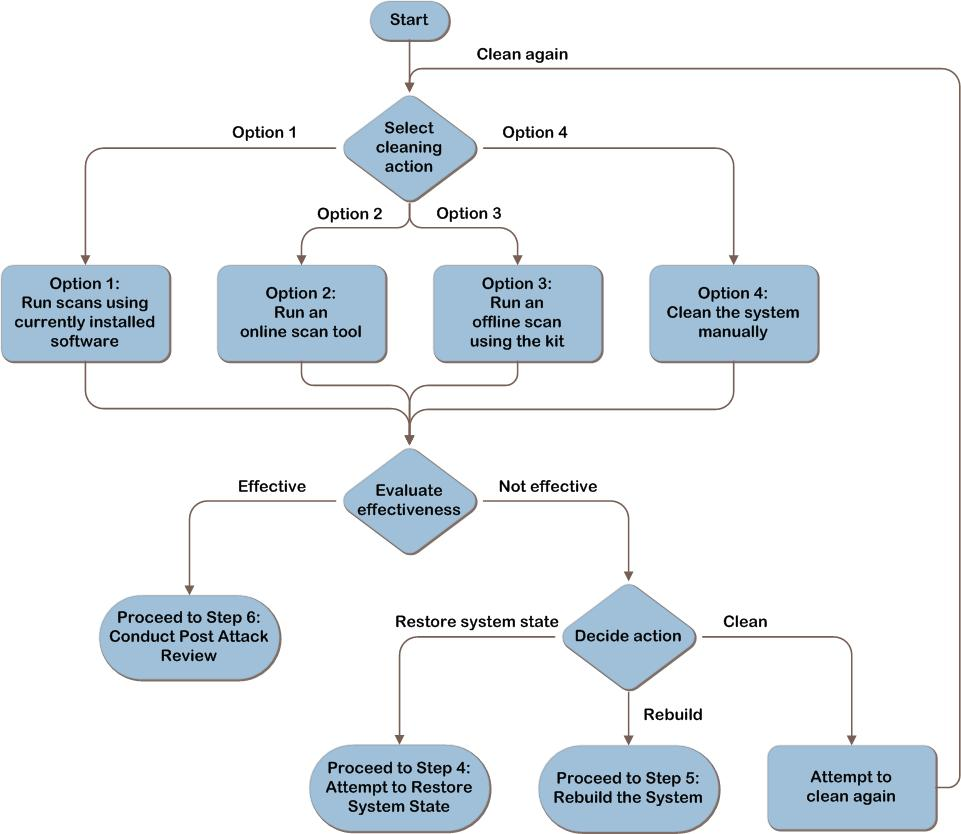 Start
Clean again
Select
cleaning
action
Option 1
Option 4
Option 2
Option 3
Option 1:
Run scans using
currently installed
software
Option 2:
Run an
online scan tool
Option 3:
Run an
offline scan
using the kit
Option 4:
Clean the system
manually
Evaluate
effectiveness
Effective
Not effective
Proceed to Step 6:
Conduct Post Attack
Review
Decide action
Restore system state
Clean
Rebuild
Proceed to Step 4:
Attempt to Restore
System State
Proceed to Step 5:
Rebuild the System
Attempt to
clean again